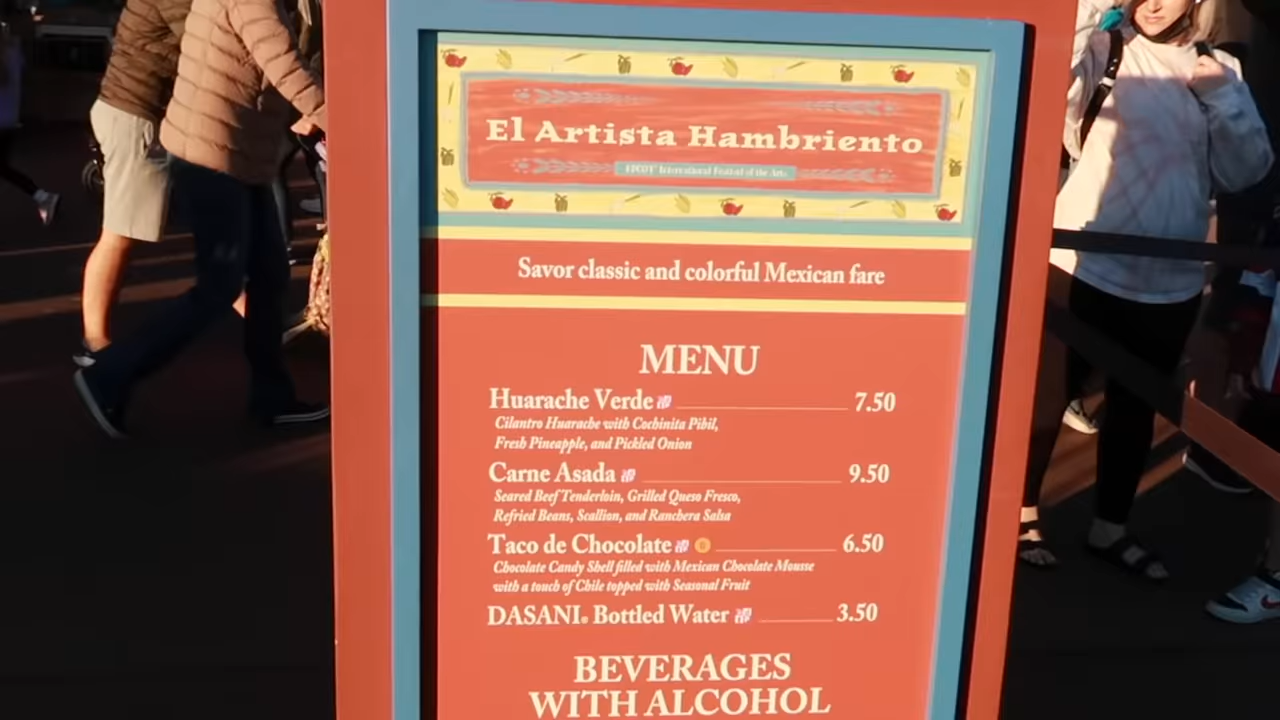 El Artista Hambriento
EPCOT International Festival of the Arts
Savor classic and colorful Mexican fare
MENU
Huarache Verde 7.50
Cilantro Huarache with Cochinita Pibil,
Fresh Pineapple, and Pickled Onion
Carne Asada 9.50
Seared Beef Tenderloin, Grilled Queso Fresco,
Refried Beans, Scallion, and Ranchera Salsa
Taco de Chocolate 6.50
Chocolate Candy Shell filled with Mexican Chocolate Mousse
with a touch of Chile topped with Seasonal Fruit
DASANI® Bottled Water 3.50
BEVERAGES
WITH ALCOHOL